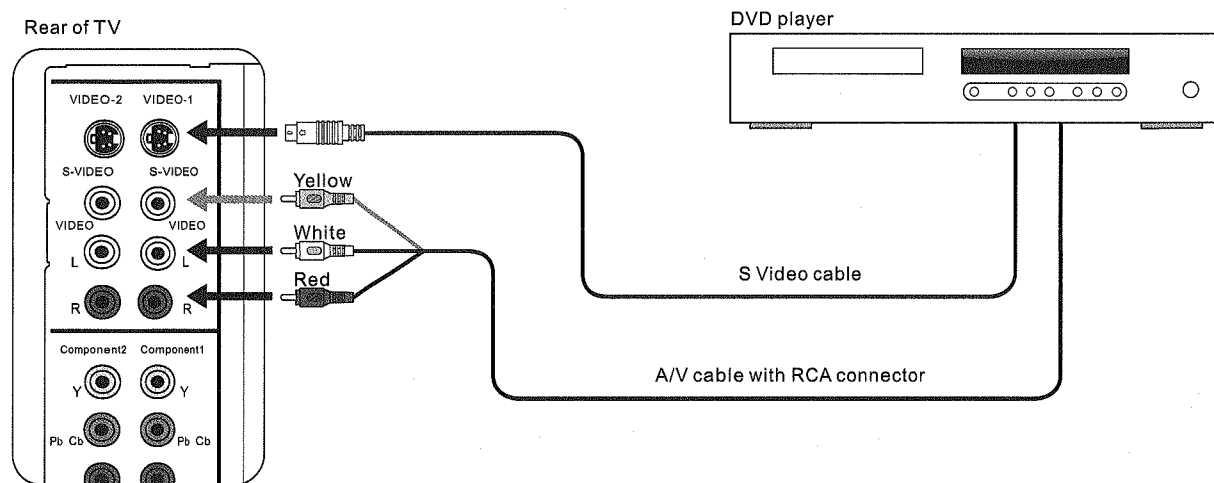 DVD player
Rear of TV
VIDEO-2 VIDEO-1
S-VIDEO S-VIDEO
Yellow
VIDEO VIDEO
White
L L
S Video cable
Red
R R
Component2 Component1
A/V cable with RCA connector
Y Y
Pb Cb Pb Cb